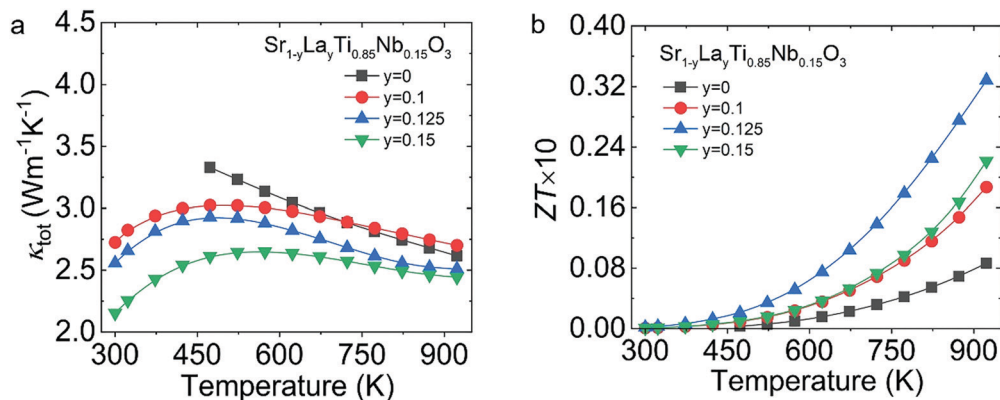 a
4.5
4.0
3.5
3.0
2.5
2.0
κtot (Wm⁻¹K⁻¹)
Sr1-yLayTi0.85Nb0.15O3
y=0
y=0.1
y=0.125
y=0.15
300 450 600 750 900
Temperature (K)
b
0.40
0.32
0.24
0.16
0.08
0.00
ZT×10
Sr1-yLayTi0.85Nb0.15O3
y=0
y=0.1
y=0.125
y=0.15
300 450 600 750 900
Temperature (K)